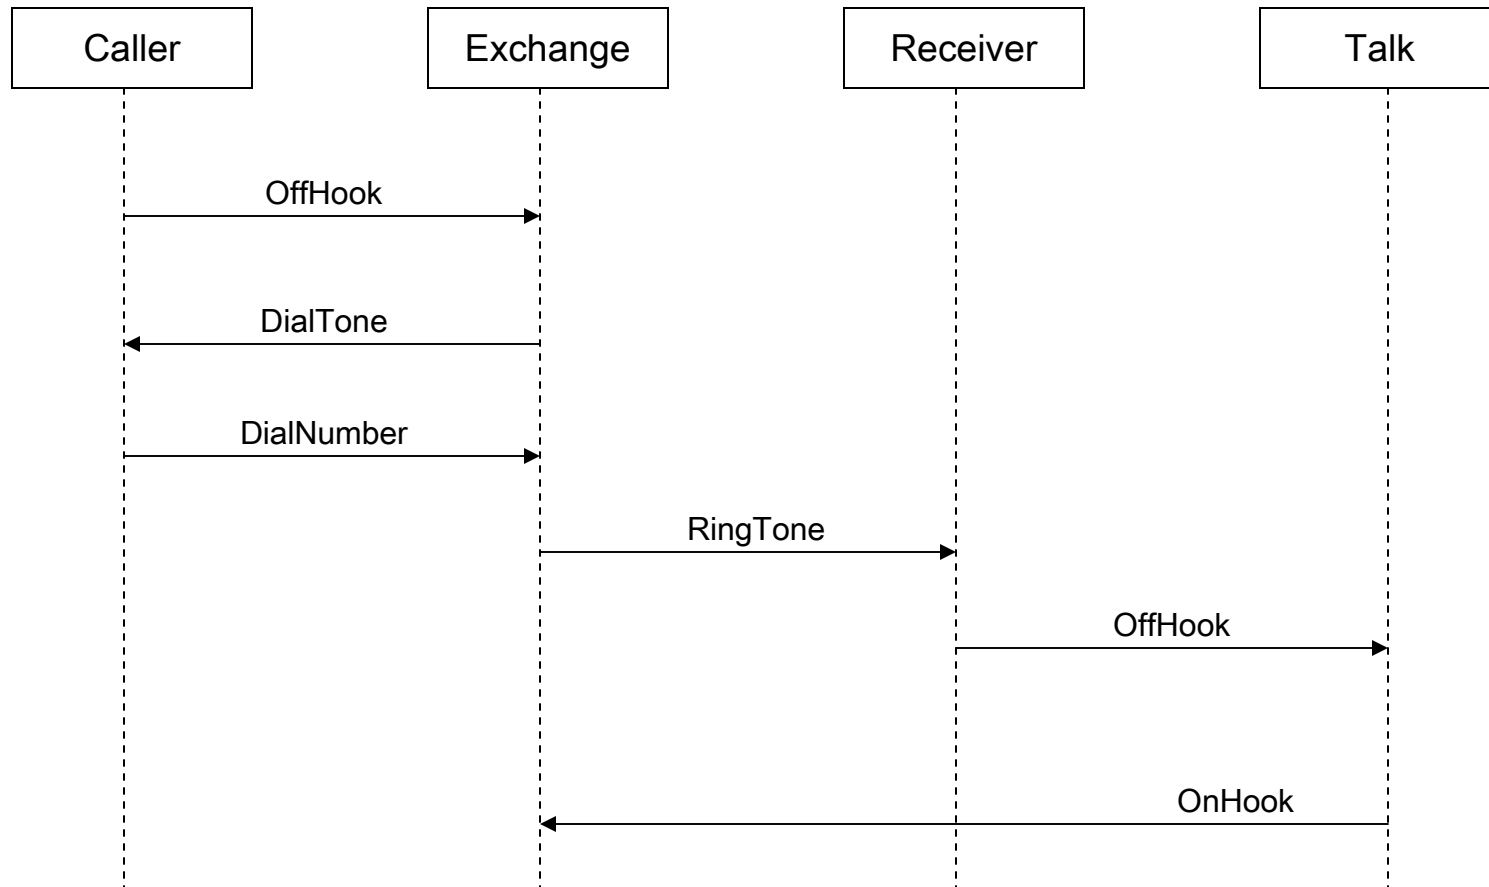 Caller
Exchange
Receiver
Talk
OffHook
DialTone
DialNumber
RingTone
OffHook
OnHook